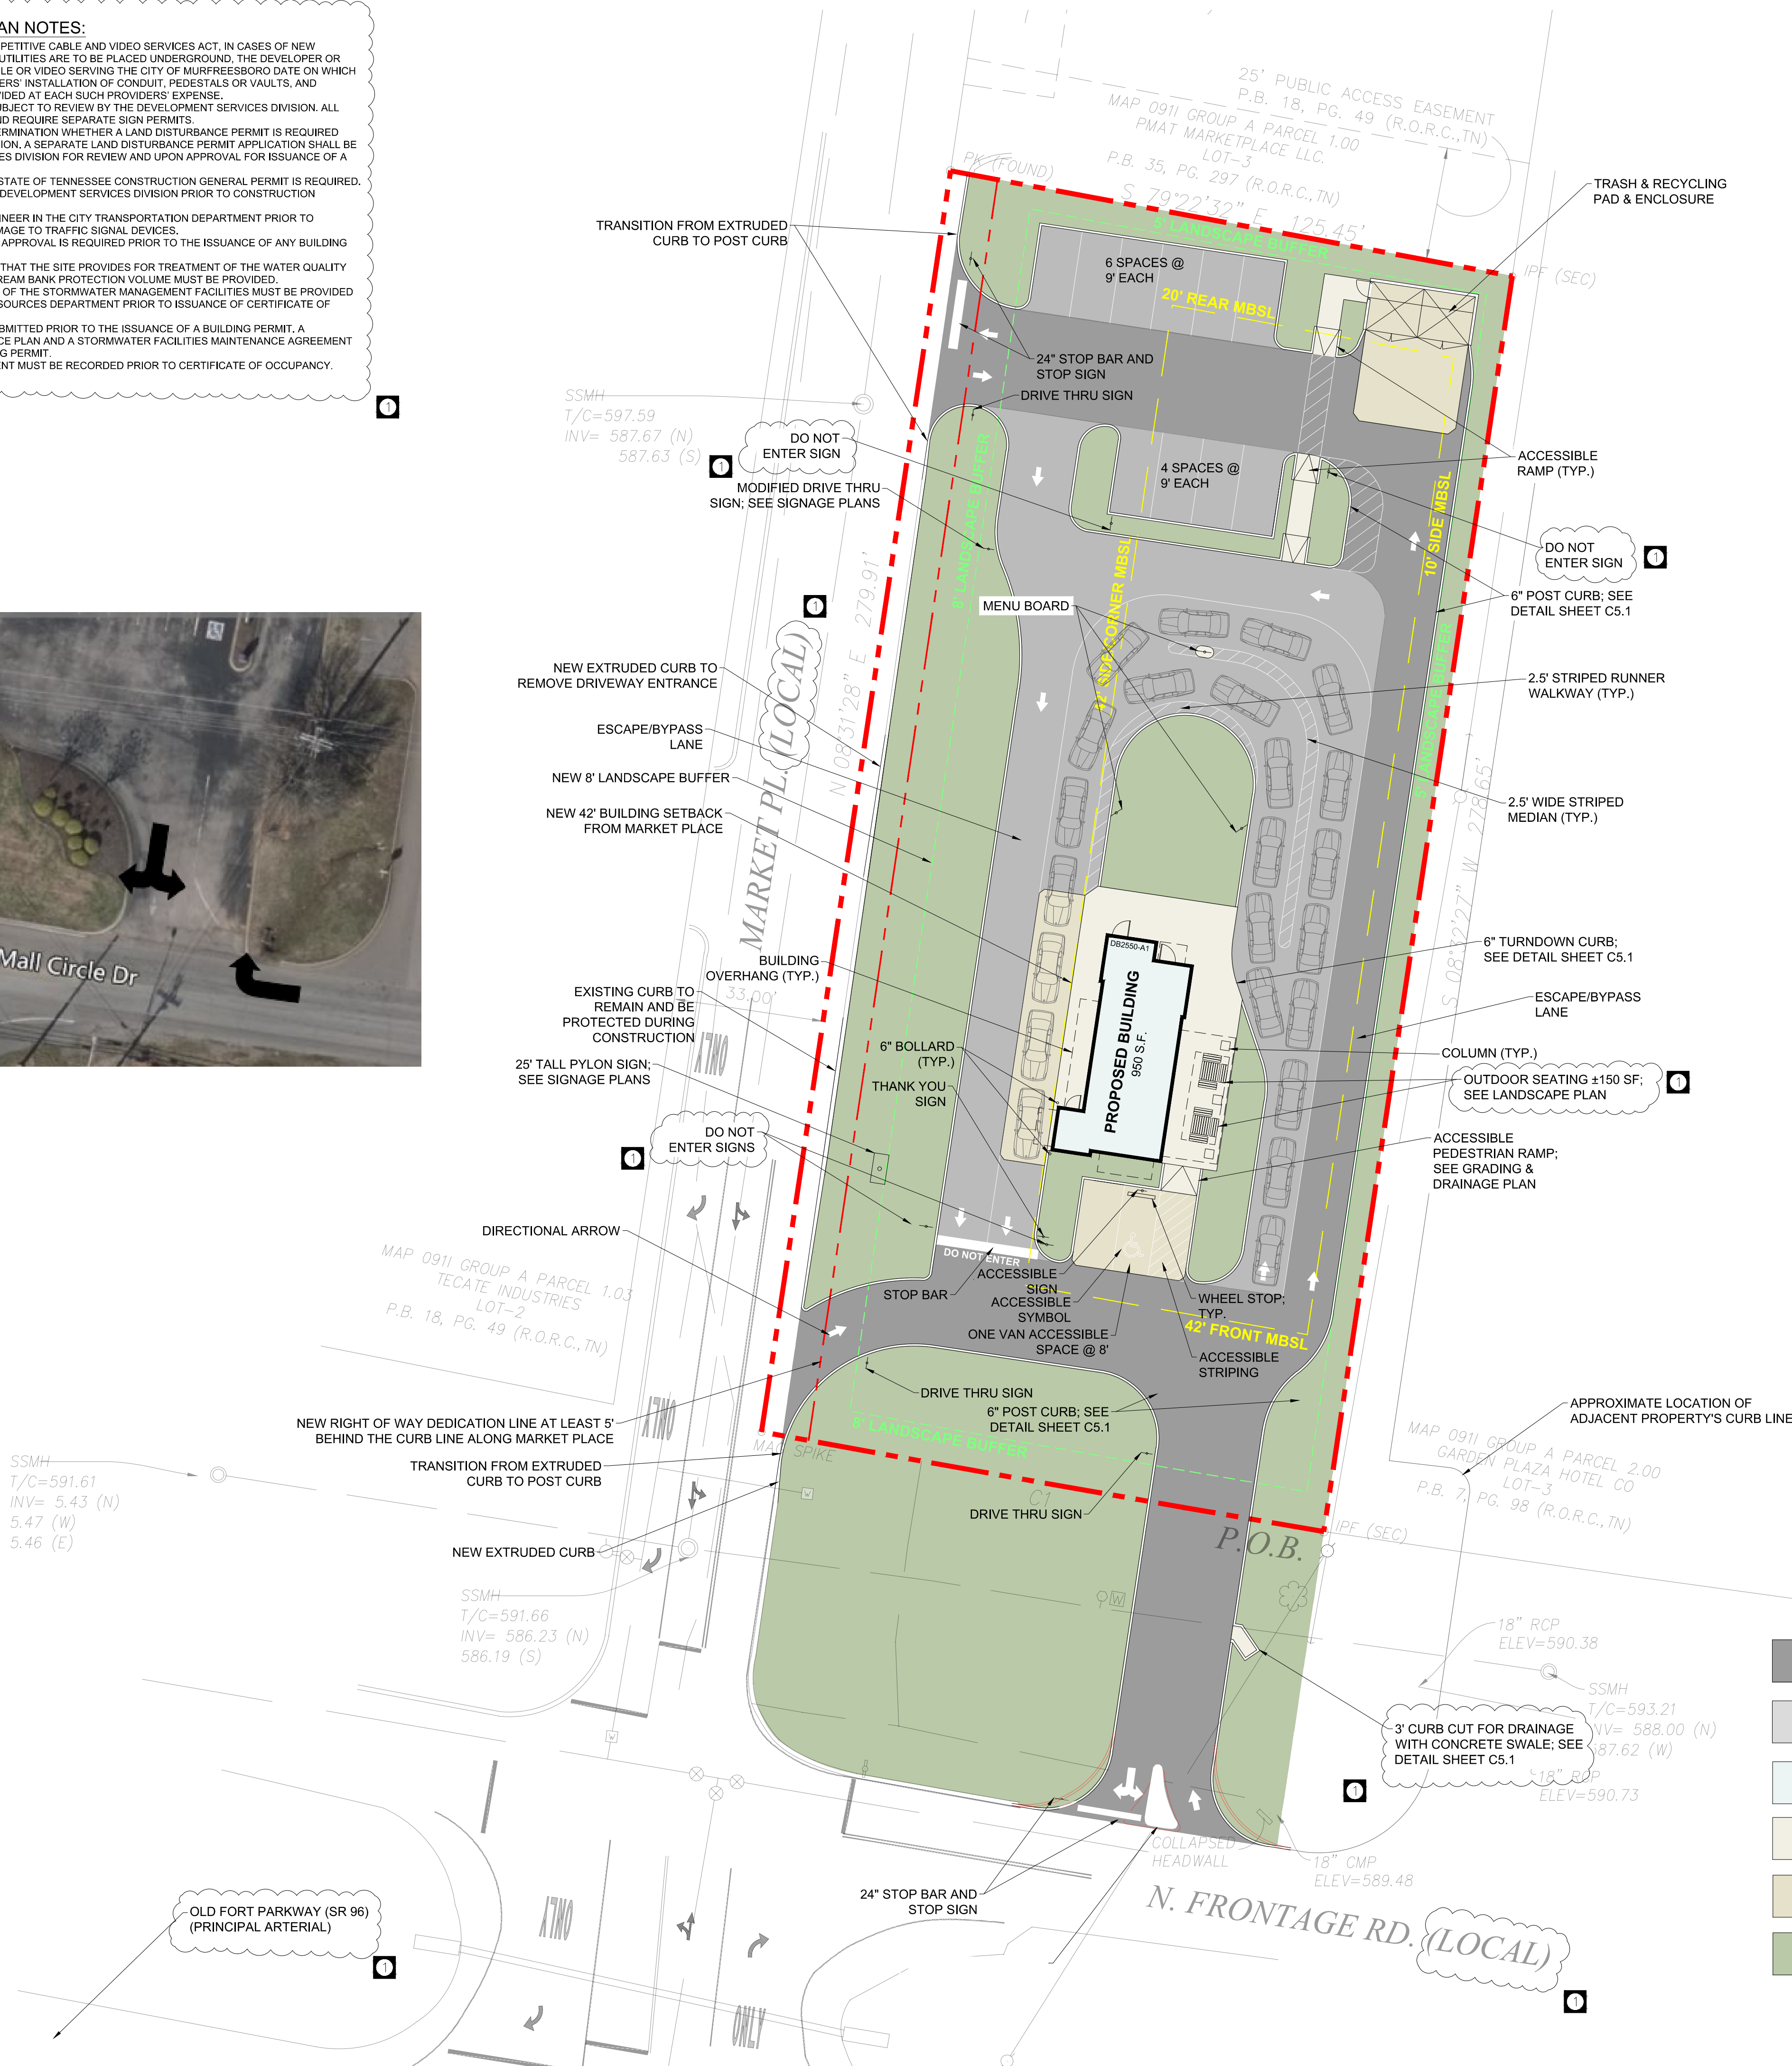 AN NOTES:
PETITIVE CABLE AND VIDEO SERVICES ACT, IN CASES OF NEW
UTILITIES ARE TO BE PLACED UNDERGROUND, THE DEVELOPER OR
LE OR VIDEO SERVING THE CITY OF MURFREESBORO DATE ON WHICH
ERS' INSTALLATION OF CONDUIT, PEDESTALS OR VAULTS, AND
VIDED AT EACH SUCH PROVIDERS' EXPENSE.
UBJECT TO REVIEW BY THE DEVELOPMENT SERVICES DIVISION. ALL
ND REQUIRE SEPARATE SIGN PERMITS.
ERMINATION WHETHER A LAND DISTURBANCE PERMIT IS REQUIRED
ION, A SEPARATE LAND DISTURBANCE PERMIT APPLICATION SHALL BE
ES DIVISION FOR REVIEW AND UPON APPROVAL FOR ISSUANCE OF A
STATE OF TENNESSEE CONSTRUCTION GENERAL PERMIT IS REQUIRED.
DEVELOPMENT SERVICES DIVISION PRIOR TO CONSTRUCTION
INEER IN THE CITY TRANSPORTATION DEPARTMENT PRIOR TO
MAGE TO TRAFFIC SIGNAL DEVICES.
APPROVAL IS REQUIRED PRIOR TO THE ISSUANCE OF ANY BUILDING
THAT THE SITE PROVIDES FOR TREATMENT OF THE WATER QUALITY
REAM BANK PROTECTION VOLUME MUST BE PROVIDED.
OF THE STORMWATER MANAGEMENT FACILITIES MUST BE PROVIDED
SOURCES DEPARTMENT PRIOR TO ISSUANCE OF CERTIFICATE OF
BMITTED PRIOR TO THE ISSUANCE OF A BUILDING PERMIT. A
CE PLAN AND A STORMWATER FACILITIES MAINTENANCE AGREEMENT
G PERMIT.
ENT MUST BE RECORDED PRIOR TO CERTIFICATE OF OCCUPANCY.
1
25' PUBLIC ACCESS EASEMENT
P.B. 18, PG. 49 (R.O.R.C.,TN)
MAP 091I GROUP A PARCEL 1.00
PMAT MARKETPLACE LLC.
LOT-3
P.B. 35, PG. 297 (R.O.R.C.,TN)
PK (FOUND)
S 79°22'32" E 125.45'
IPF (SEC)
TRASH & RECYCLING
PAD & ENCLOSURE
TRANSITION FROM EXTRUDED
CURB TO POST CURB
5' LANDSCAPE BUFFER
6 SPACES @
9' EACH
20' REAR MBSL
24" STOP BAR AND
STOP SIGN
DRIVE THRU SIGN
SSMH
T/C=597.59
INV= 587.67 (N)
587.63 (S)
1
DO NOT
ENTER SIGN
MODIFIED DRIVE THRU
SIGN; SEE SIGNAGE PLANS
8' LANDSCAPE BUFFER
4 SPACES @
9' EACH
ACCESSIBLE
RAMP (TYP.)
10' SIDE MBSL
DO NOT
ENTER SIGN
1
6" POST CURB; SEE
DETAIL SHEET C5.1
1
MENU BOARD
42' SIDE CORNER MBSL
N 08°31'28" E 279.91'
MARKET PL. (LOCAL)
NEW EXTRUDED CURB TO
REMOVE DRIVEWAY ENTRANCE
2.5' STRIPED RUNNER
WALKWAY (TYP.)
5' LANDSCAPE BUFFER
ESCAPE/BYPASS
LANE
NEW 8' LANDSCAPE BUFFER
NEW 42' BUILDING SETBACK
FROM MARKET PLACE
2.5' WIDE STRIPED
MEDIAN (TYP.)
S 08°32'27" W 278.65'
Mall Circle Dr
DB2550-A1
PROPOSED BUILDING
950 S.F.
6" TURNDOWN CURB;
SEE DETAIL SHEET C5.1
BUILDING
OVERHANG (TYP.)
33.00'
EXISTING CURB TO
REMAIN AND BE
PROTECTED DURING
CONSTRUCTION
ESCAPE/BYPASS
LANE
ONLY
6" BOLLARD
(TYP.)
COLUMN (TYP.)
25' TALL PYLON SIGN;
SEE SIGNAGE PLANS
THANK YOU
SIGN
OUTDOOR SEATING ±150 SF;
SEE LANDSCAPE PLAN
1
DO NOT
ENTER SIGNS
1
ACCESSIBLE
PEDESTRIAN RAMP;
SEE GRADING &
DRAINAGE PLAN
DIRECTIONAL ARROW
DO NOT ENTER
MAP 091I GROUP A PARCEL 1.03
TECATE INDUSTRIES
LOT-2
P.B. 18, PG. 49 (R.O.R.C.,TN)
STOP BAR
ACCESSIBLE
SIGN
ACCESSIBLE
SYMBOL
ONE VAN ACCESSIBLE
SPACE @ 8'
WHEEL STOP;
TYP.
42' FRONT MBSL
ACCESSIBLE
STRIPING
DRIVE THRU SIGN
6" POST CURB; SEE
DETAIL SHEET C5.1
8' LANDSCAPE BUFFER
ONLY
NEW RIGHT OF WAY DEDICATION LINE AT LEAST 5'
BEHIND THE CURB LINE ALONG MARKET PLACE
MAG SPIKE
APPROXIMATE LOCATION OF
ADJACENT PROPERTY'S CURB LINE
MAP 091I GROUP A PARCEL 2.00
GARDEN PLAZA HOTEL CO
LOT-3
P.B. 7, PG. 98 (R.O.R.C.,TN)
TRANSITION FROM EXTRUDED
CURB TO POST CURB
SSMH
T/C=591.61
INV= 5.43 (N)
5.47 (W)
5.46 (E)
W
C1
DRIVE THRU SIGN
P.O.B.
IPF (SEC)
NEW EXTRUDED CURB
SSMH
T/C=591.66
INV= 586.23 (N)
586.19 (S)
W
18" RCP
ELEV=590.38
SSMH
T/C=593.21
INV= 588.00 (N)
587.62 (W)
3' CURB CUT FOR DRAINAGE
WITH CONCRETE SWALE; SEE
DETAIL SHEET C5.1
18" RCP
ELEV=590.73
1
W
COLLAPSED
HEADWALL
18" CMP
ELEV=589.48
24" STOP BAR AND
STOP SIGN
N. FRONTAGE RD. (LOCAL)
1
OLD FORT PARKWAY (SR 96)
(PRINCIPAL ARTERIAL)
1
ONLY
ONLY